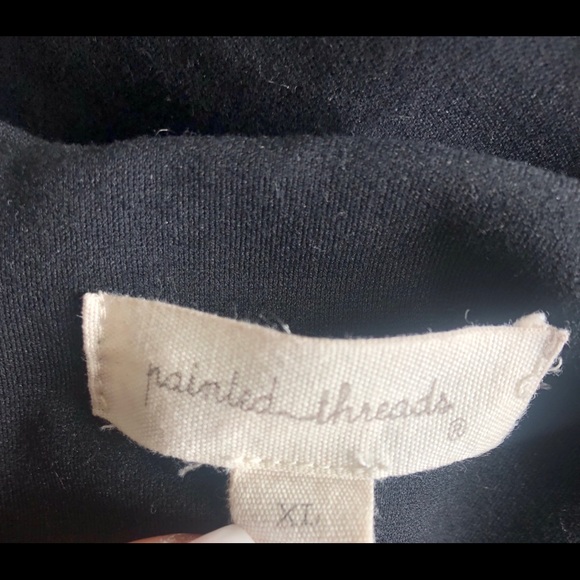 painted threads ®
XL